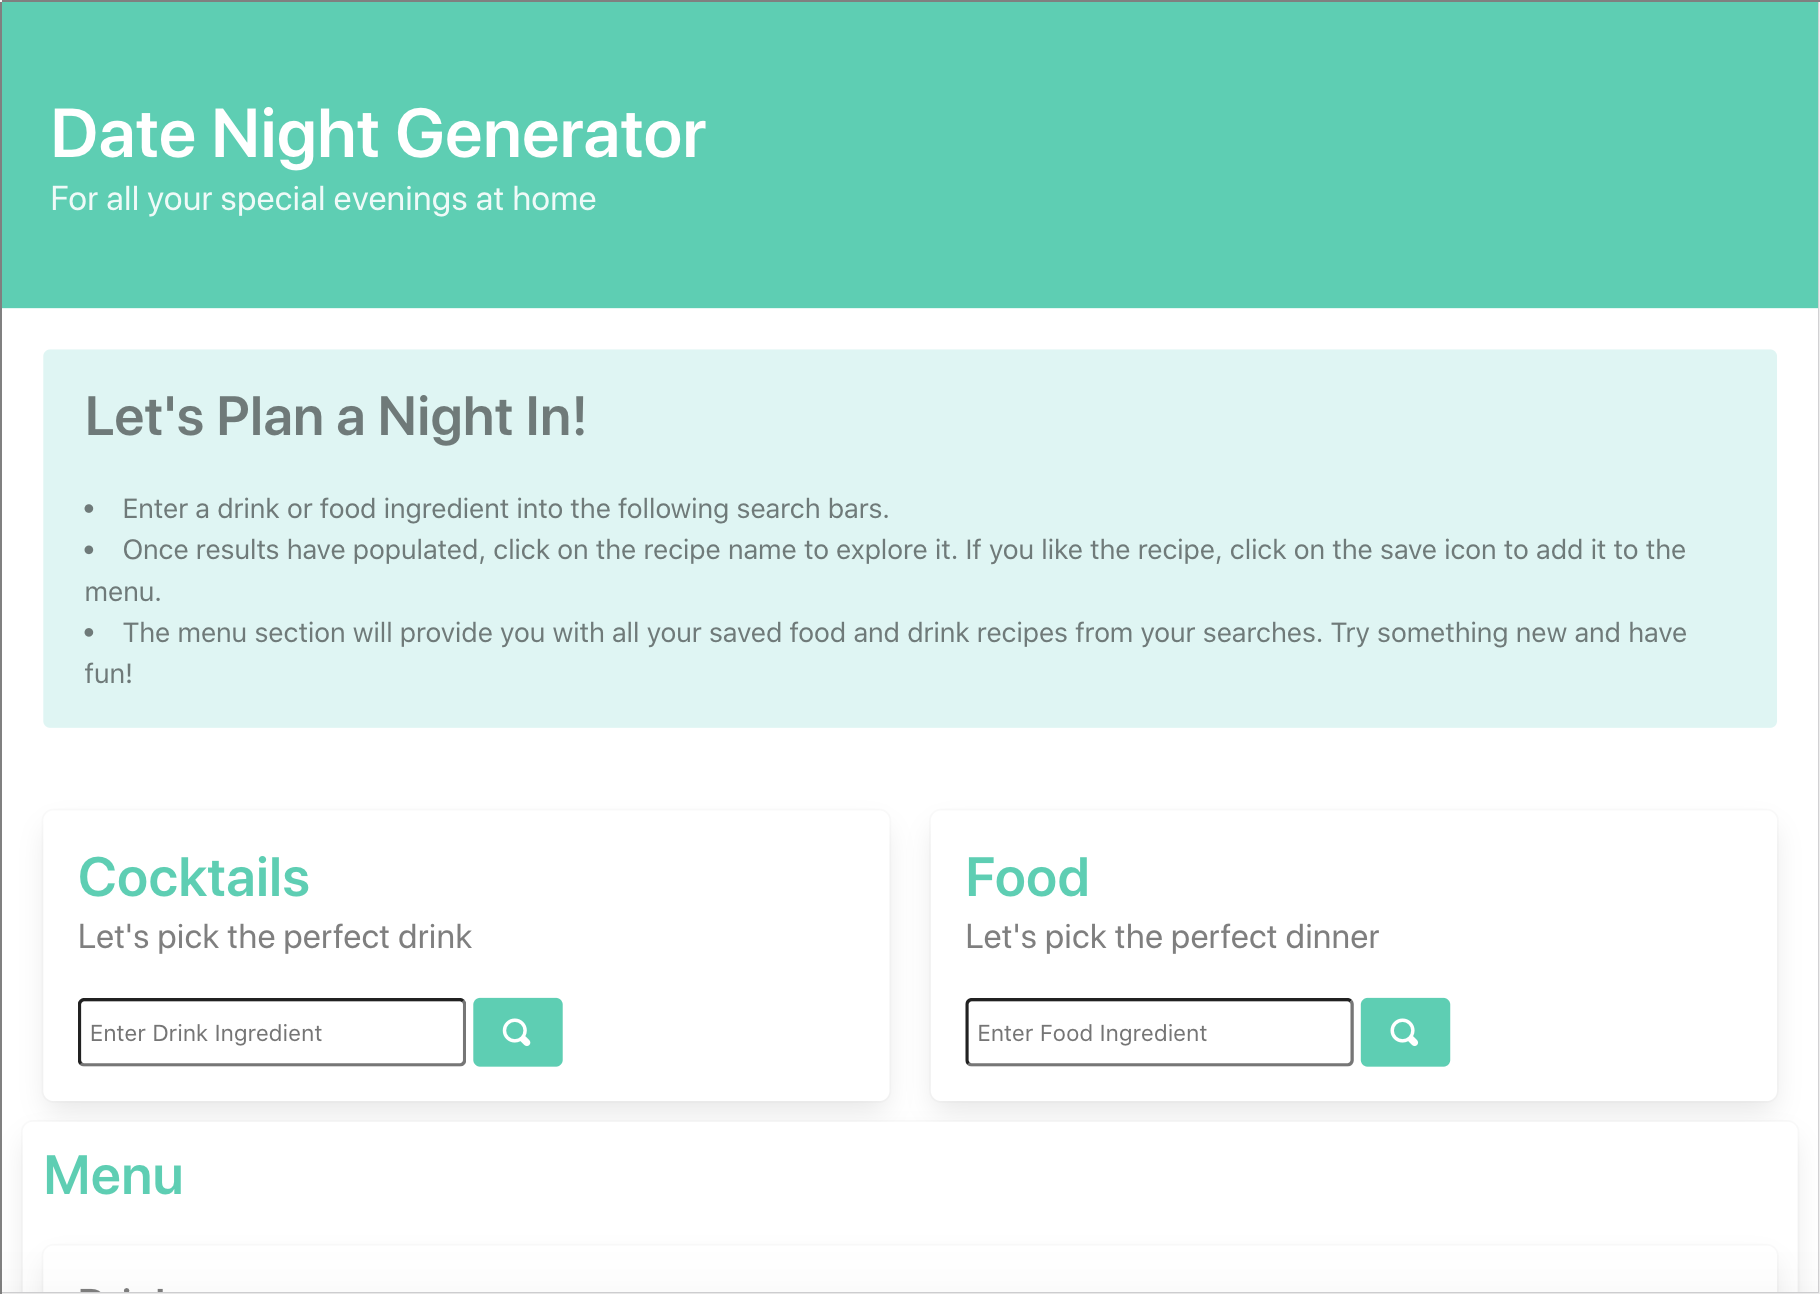 Date Night Generator
For all your special evenings at home
Let's Plan a Night In!
• Enter a drink or food ingredient into the following search bars.
• Once results have populated, click on the recipe name to explore it. If you like the recipe, click on the save icon to add it to the
menu.
• The menu section will provide you with all your saved food and drink recipes from your searches. Try something new and have
fun!
Cocktails
Let's pick the perfect drink
Enter Drink Ingredient
Food
Let's pick the perfect dinner
Enter Food Ingredient
Menu